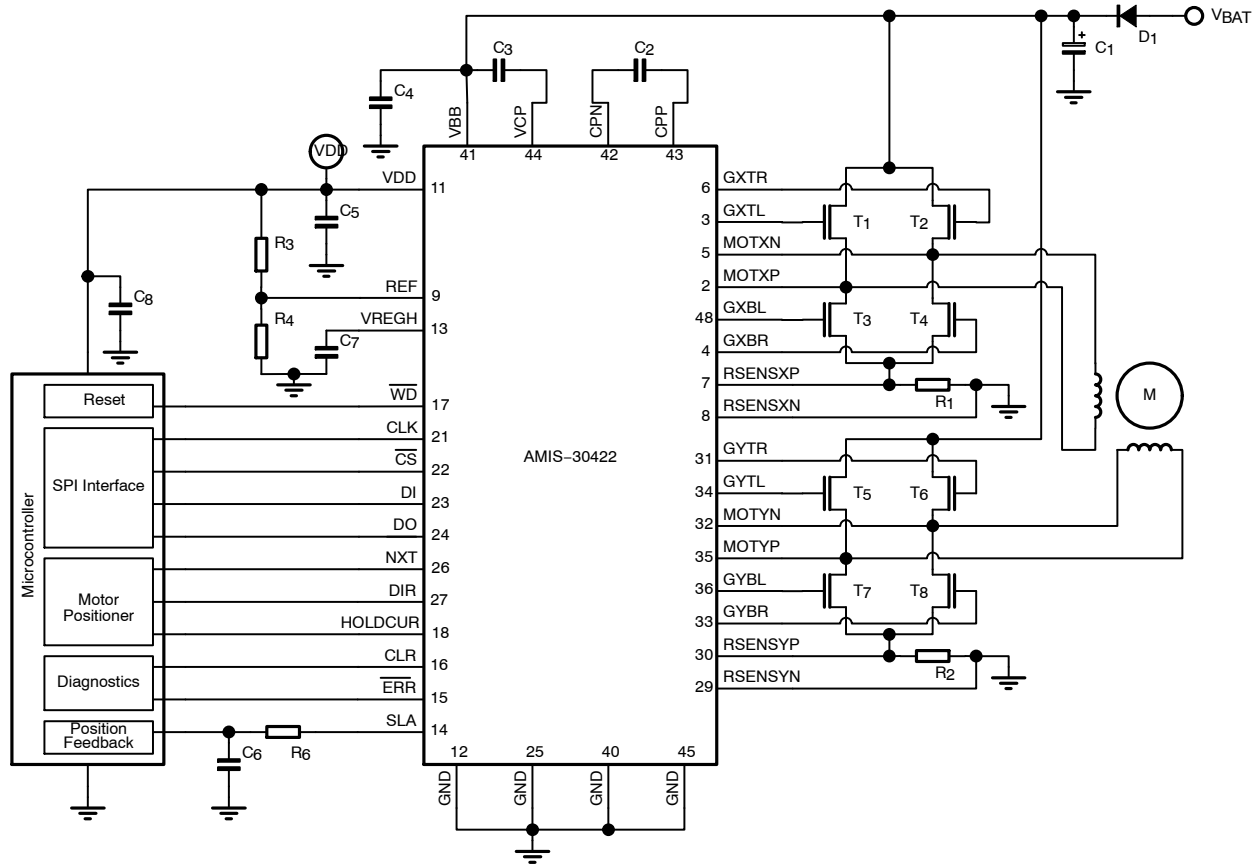 VBAT
D1
C1
+
C3
C2
C4
VBB
VCP
CPN
CPP
41
44
42
43
VDD
VDD
11
C5
R3
REF
9
C8
R4
VREGH
13
C7
Microcontroller
Reset
WD
17
CLK
21
SPI Interface
CS
22
DI
23
DO
24
NXT
26
Motor
Positioner
DIR
27
HOLDCUR
18
Diagnostics
CLR
16
ERR
15
Position
Feedback
SLA
14
C6
R6
AMIS-30422
6
GXTR
3
GXTL
T1
T2
5
MOTXN
2
MOTXP
48
GXBL
T3
T4
4
GXBR
7
RSENSXP
R1
8
RSENSXN
M
31
GYTR
34
GYTL
T5
T6
32
MOTYN
35
MOTYP
36
GYBL
T7
T8
33
GYBR
30
RSENSYP
R2
29
RSENSYN
12
25
40
45
GND
GND
GND
GND